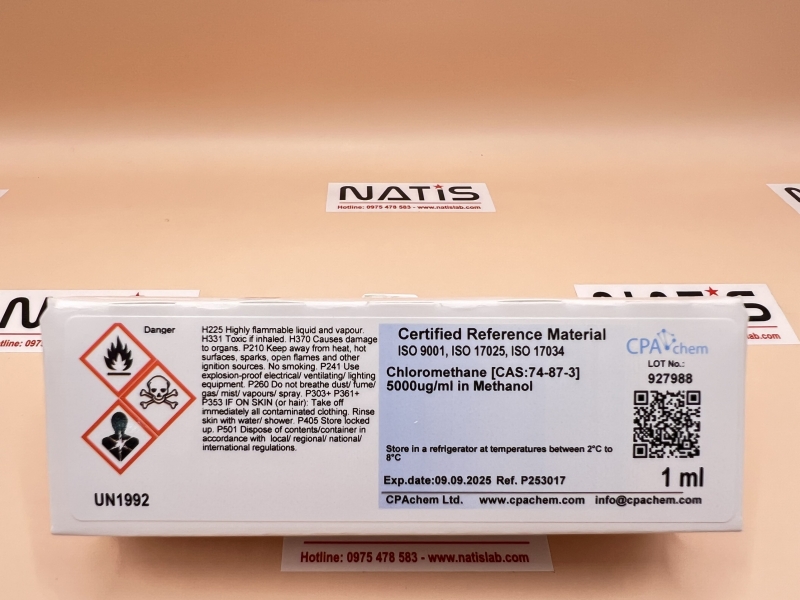 NATIS
Hotline: 0975 478 583 - www.natislab.com
Danger
H225 Highly flammable liquid and vapour.
H331 Toxic if inhaled. H370 Causes damage
to organs. P210 Keep away from heat, hot
surfaces, sparks, open flames and other
ignition sources. No smoking. P241 Use
explosion-proof electrical/ ventilating/ lighting
equipment. P260 Do not breathe dust/ fume/
gas/ mist/ vapours/ spray. P303+ P361+
P353 IF ON SKIN (or hair): Take off
immediately all contaminated clothing. Rinse
skin with water/ shower. P405 Store locked
up. P501 Dispose of contents/container in
accordance with local/ regional/ national/
international regulations.
UN1992
Certified Reference Material
ISO 9001, ISO 17025, ISO 17034
Chloromethane [CAS:74-87-3]
5000ug/ml in Methanol
Store in a refrigerator at temperatures between 2°C to
8°C
Exp.date:09.09.2025 Ref. P253017
CPAchem Ltd. www.cpachem.com info@cpachem.com
CPAchem
LOT No.:
927988
1 ml
Hotline: 0975 478 583 - www.natislab.com